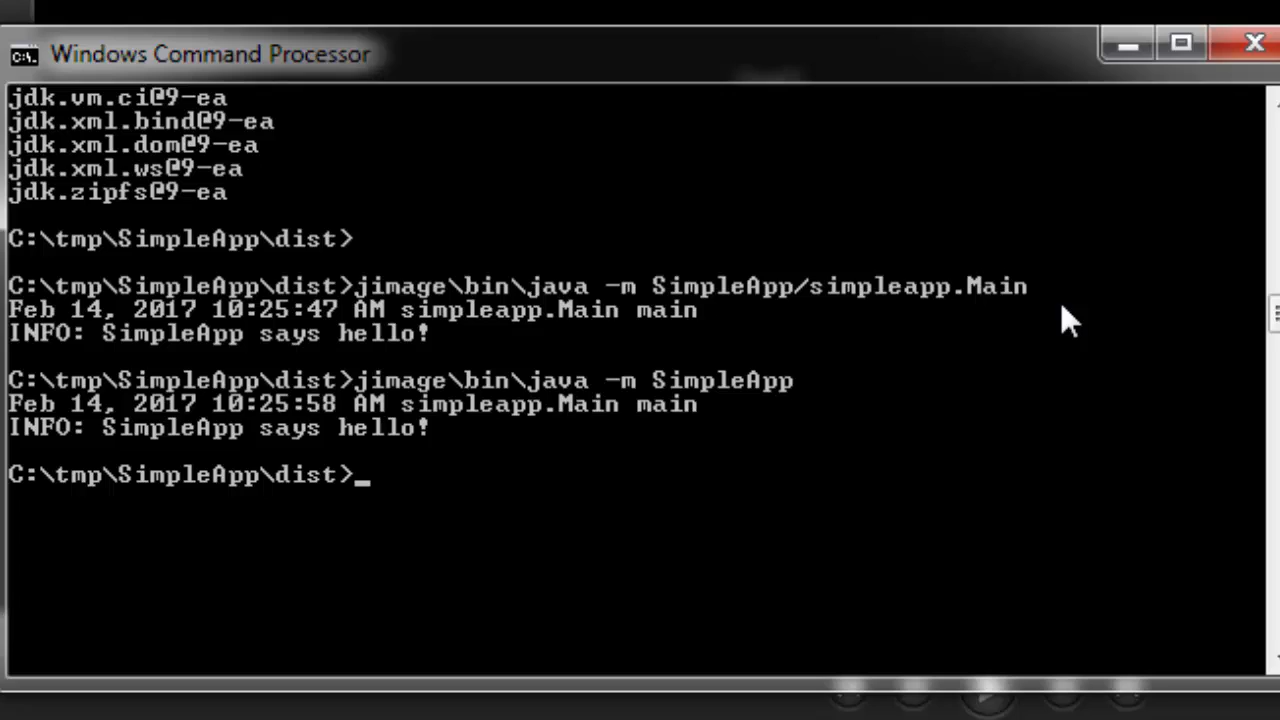 Windows Command Processor
jdk.vm.ci@9-ea
jdk.xml.bind@9-ea
jdk.xml.dom@9-ea
jdk.xml.ws@9-ea
jdk.zipfs@9-ea
C:\tmp\SimpleApp\dist>
C:\tmp\SimpleApp\dist>jimage\bin\java -m SimpleApp/simpleapp.Main
Feb 14, 2017 10:25:47 AM simpleapp.Main main
INFO: SimpleApp says hello!
C:\tmp\SimpleApp\dist>jimage\bin\java -m SimpleApp
Feb 14, 2017 10:25:58 AM simpleapp.Main main
INFO: SimpleApp says hello!
C:\tmp\SimpleApp\dist>_